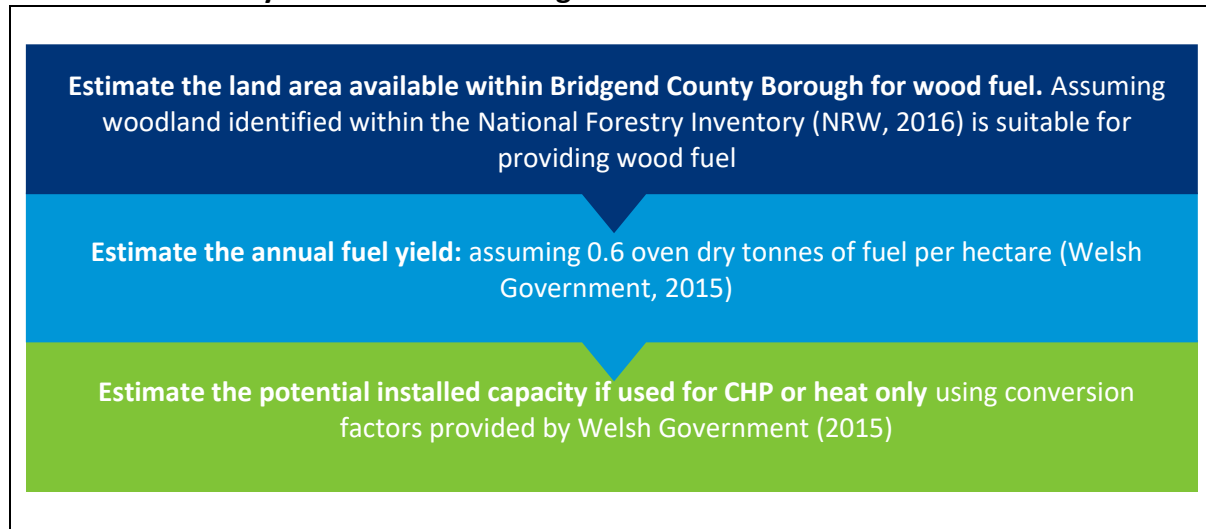 Estimate the land area available within Bridgend County Borough for wood fuel. Assuming
woodland identified within the National Forestry Inventory (NRW, 2016) is suitable for
providing wood fuel
Estimate the annual fuel yield: assuming 0.6 oven dry tonnes of fuel per hectare (Welsh
Government, 2015)
Estimate the potential installed capacity if used for CHP or heat only using conversion
factors provided by Welsh Government (2015)